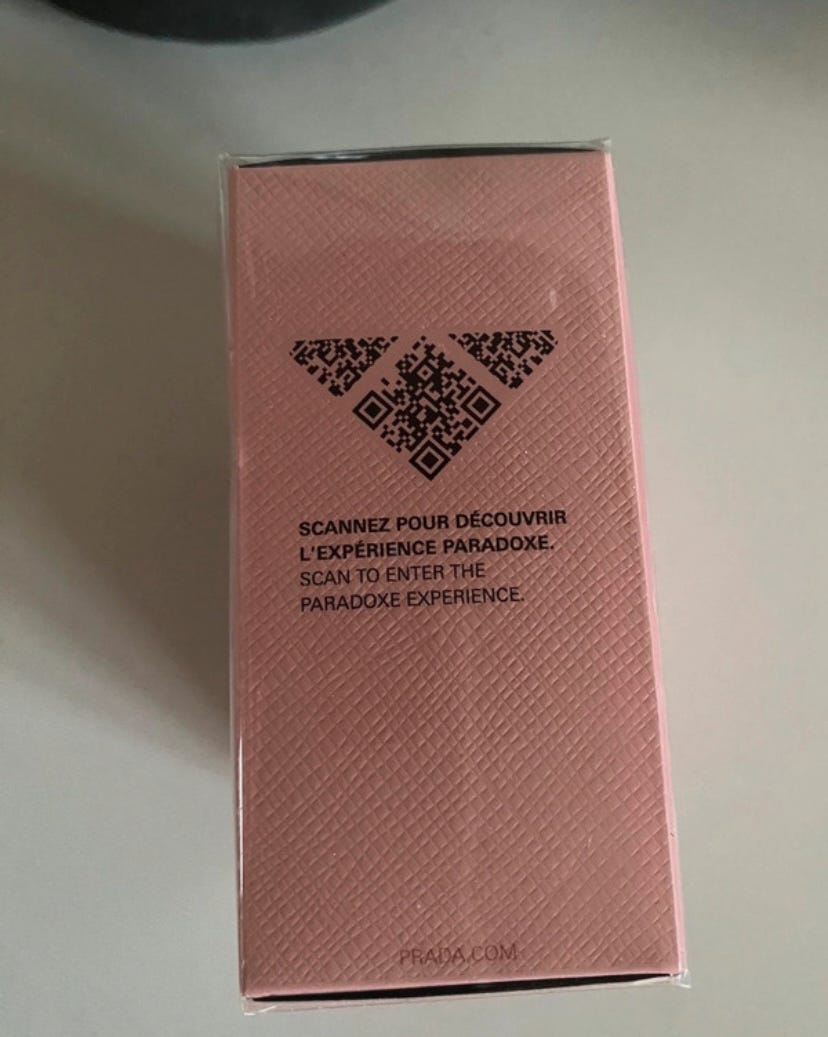 SCANNEZ POUR DÉCOUVRIR
L'EXPÉRIENCE PARADOXE.
SCAN TO ENTER THE
PARADOXE EXPERIENCE.
PRADA.COM